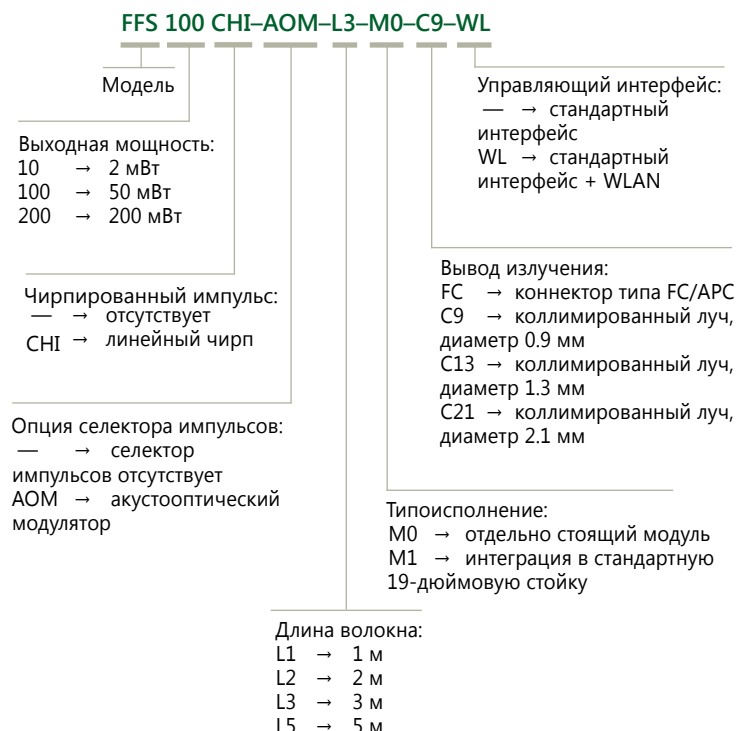 FFS 100 CHI–AOM–L3–M0–C9–WL
Модель
Выходная мощность:
10 → 2 мВт
100 → 50 мВт
200 → 200 мВт
Чирпированный импульс:
— → отсутствует
CHI → линейный чирп
Опция селектора импульсов:
— → селектор
импульсов отсутствует
AOM → акустооптический
модулятор
Длина волокна:
L1 → 1 м
L2 → 2 м
L3 → 3 м
L5 → 5 м
Типоисполнение:
M0 → отдельно стоящий модуль
M1 → интеграция в стандартную
19-дюймовую стойку
Вывод излучения:
FC → коннектор типа FC/APC
C9 → коллимированный луч,
диаметр 0.9 мм
C13 → коллимированный луч,
диаметр 1.3 мм
C21 → коллимированный луч,
диаметр 2.1 мм
Управляющий интерфейс:
— → стандартный
интерфейс
WL → стандартный
интерфейс + WLAN